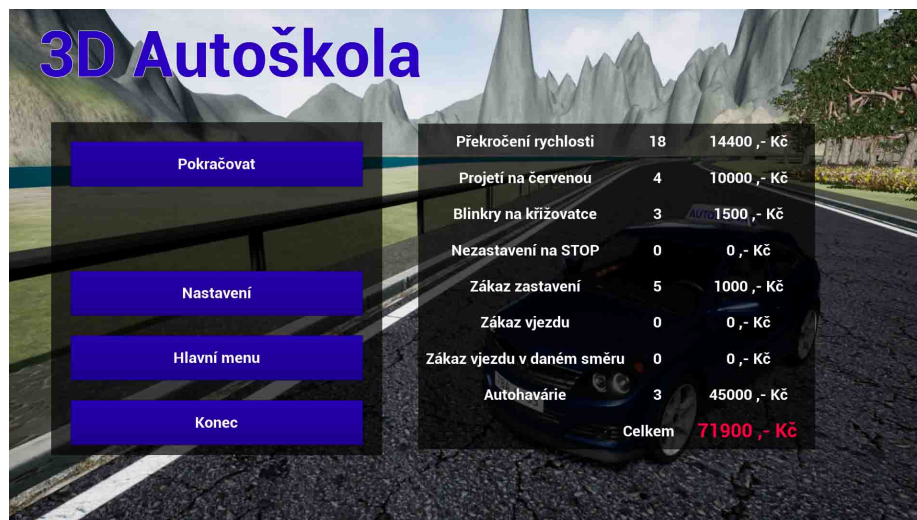 3D Autoškola
Pokračovat
Nastavení
Hlavní menu
Konec
Překročení rychlosti 18 14400 ,- Kč
Projetí na červenou 4 10000 ,- Kč
Blinkry na křižovatce 3 1500 ,- Kč
Nezastavení na STOP 0 0 ,- Kč
Zákaz zastavení 5 1000 ,- Kč
Zákaz vjezdu 0 0 ,- Kč
Zákaz vjezdu v daném směru 0 0 ,- Kč
Autohavárie 3 45000 ,- Kč
Celkem 71900 ,- Kč